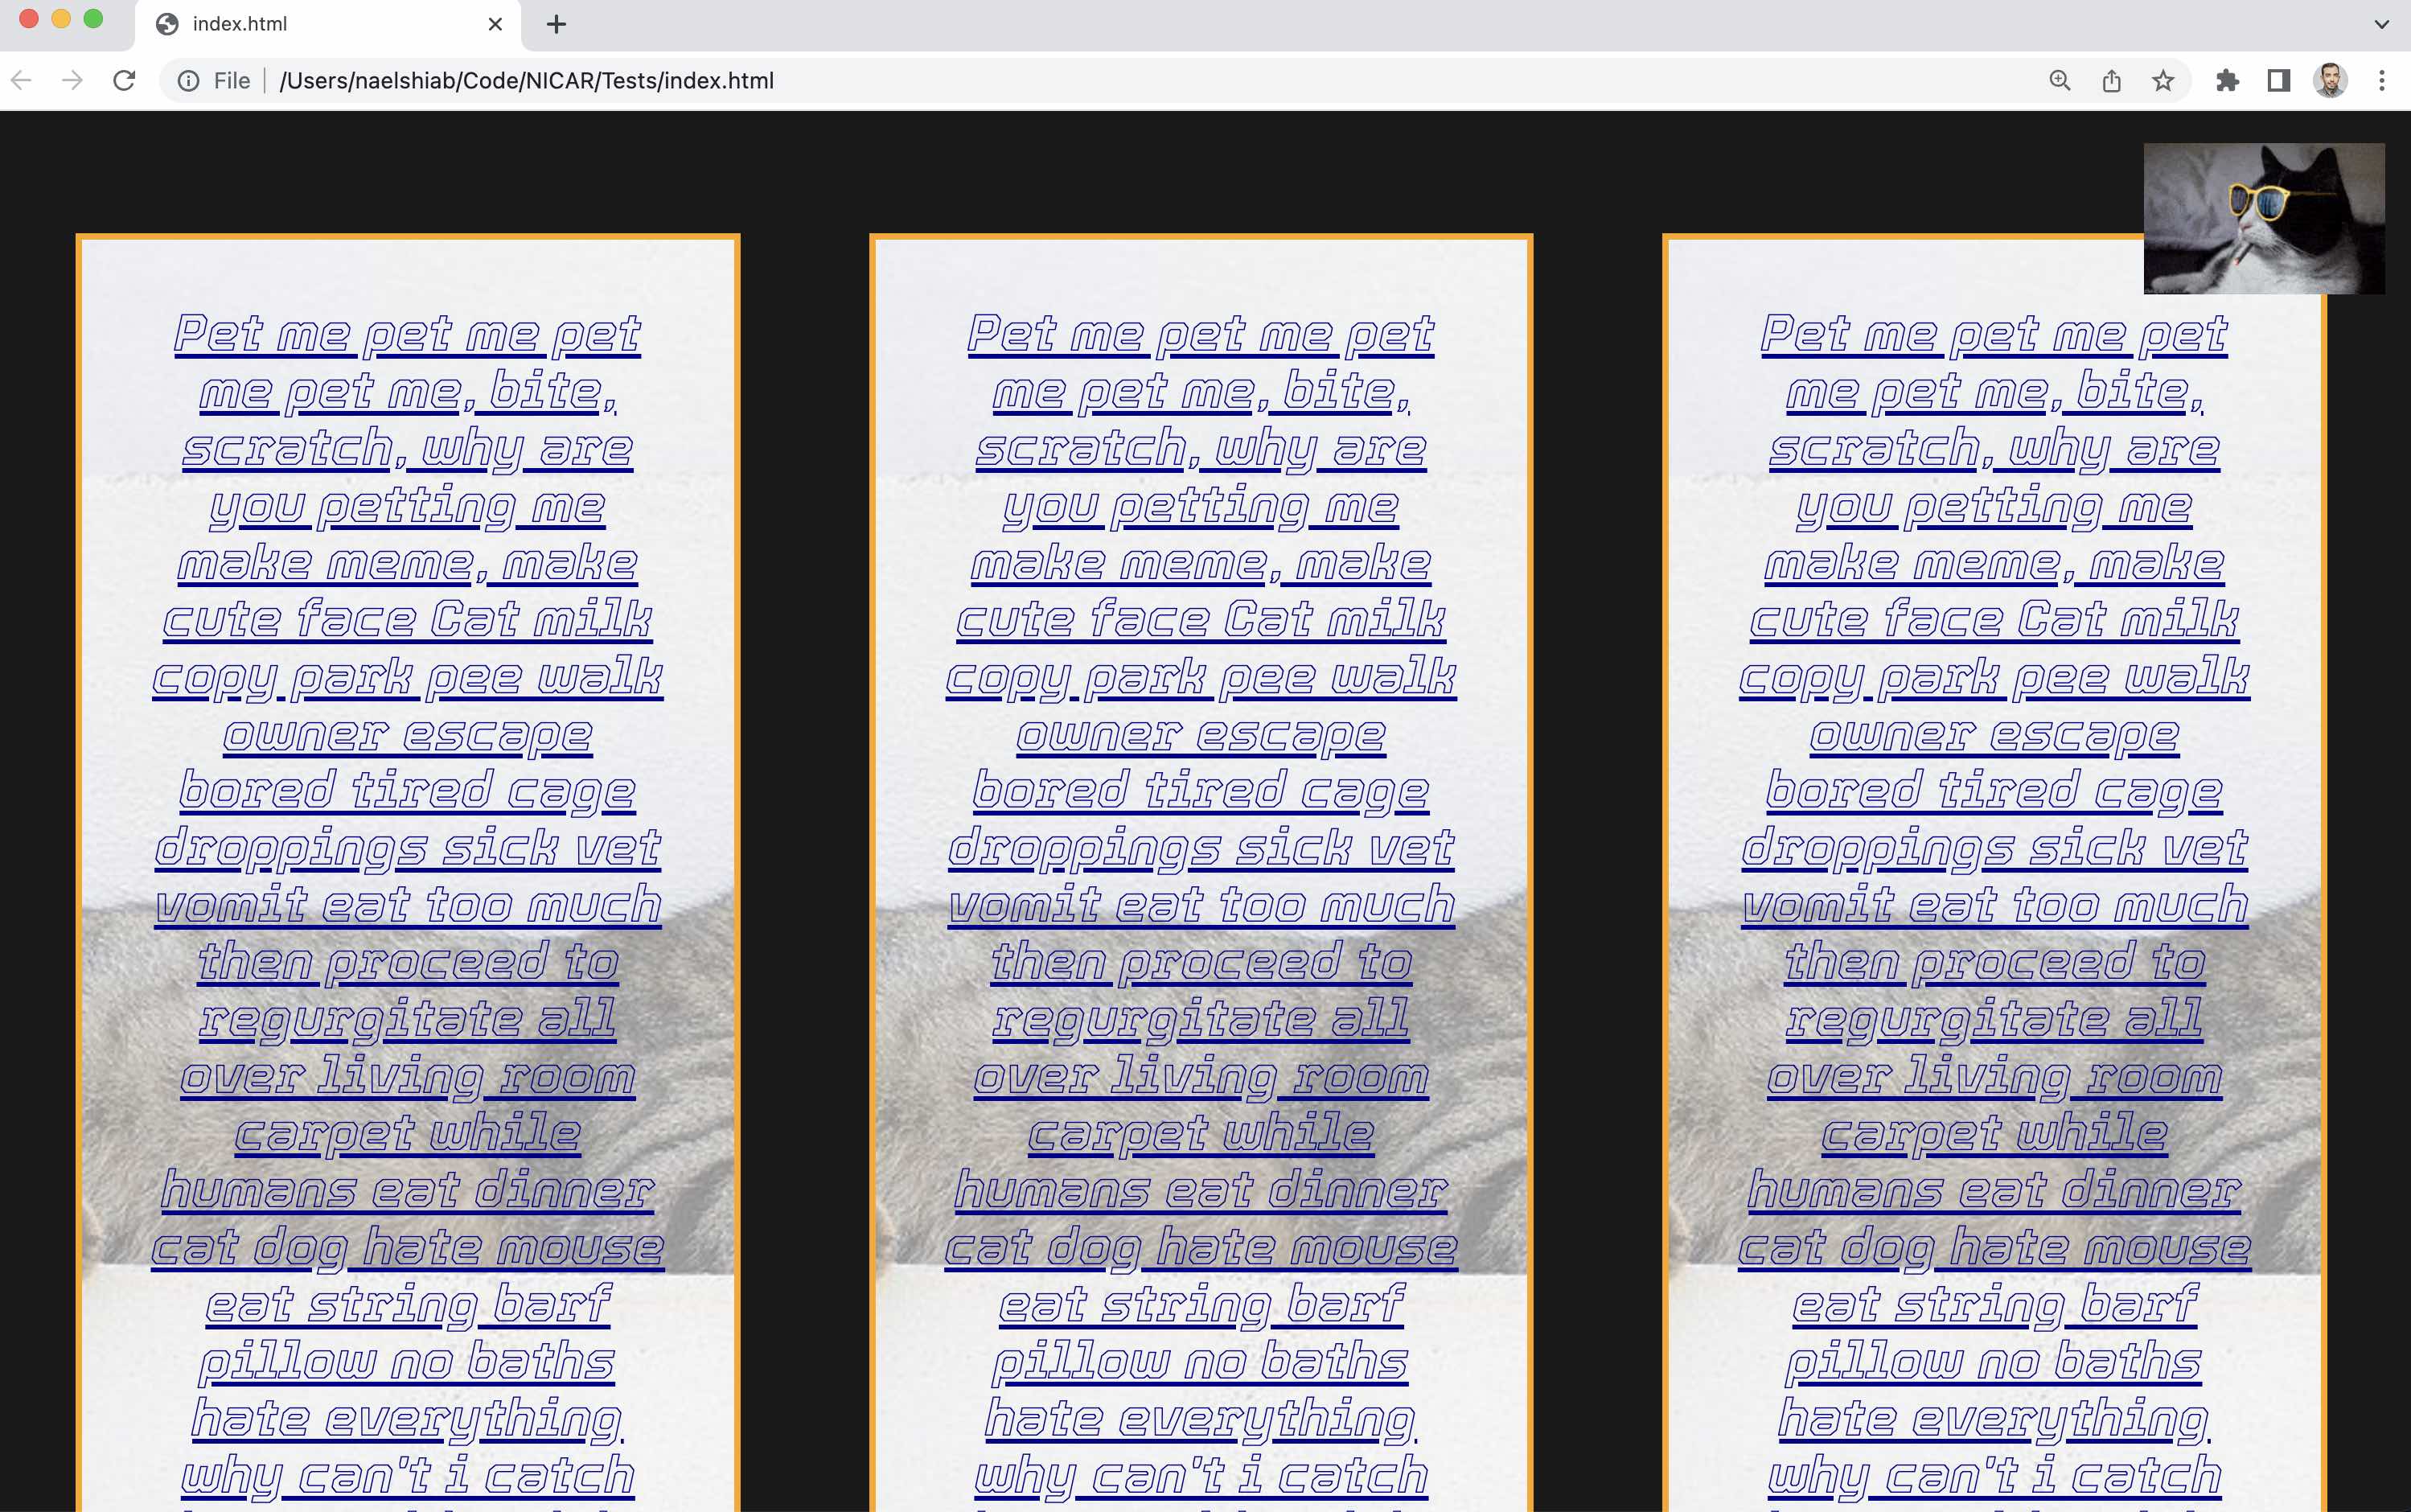 index.html
File
/Users/naelshiab/Code/NICAR/Tests/index.html
Pet me pet me pet
me pet me, bite,
scratch, why are
you petting me
make meme, make
cute face Cat milk
copy park pee walk
owner escape
bored tired cage
droppings sick vet
vomit eat too much
then proceed to
regurgitate all
over living room
carpet while
humans eat dinner
cat dog hate mouse
eat string barf
pillow no baths
hate everything.
why can't i catch
Pet me pet me pet
me pet me, bite,
scratch, why are
you petting me
make meme, make
cute face Cat milk
copy park pee walk
owner escape
bored tired cage
droppings sick vet
vomit eat too much
then proceed to
regurgitate all
over living room
carpet while
humans eat dinner
cat dog hate mouse
eat string barf
pillow no baths
hate everything.
why can't i catch
Pet me pet me pet
me pet me, bite,
scratch, why are
you petting me
make meme, make
cute face Cat milk
copy park pee walk
owner escape
bored tired cage
droppings sick vet
vomit eat too much
then proceed to
regurgitate all
over living room
carpet while
humans eat dinner
cat dog hate mouse
eat string barf
pillow no baths
hate everything.
why can't i catch